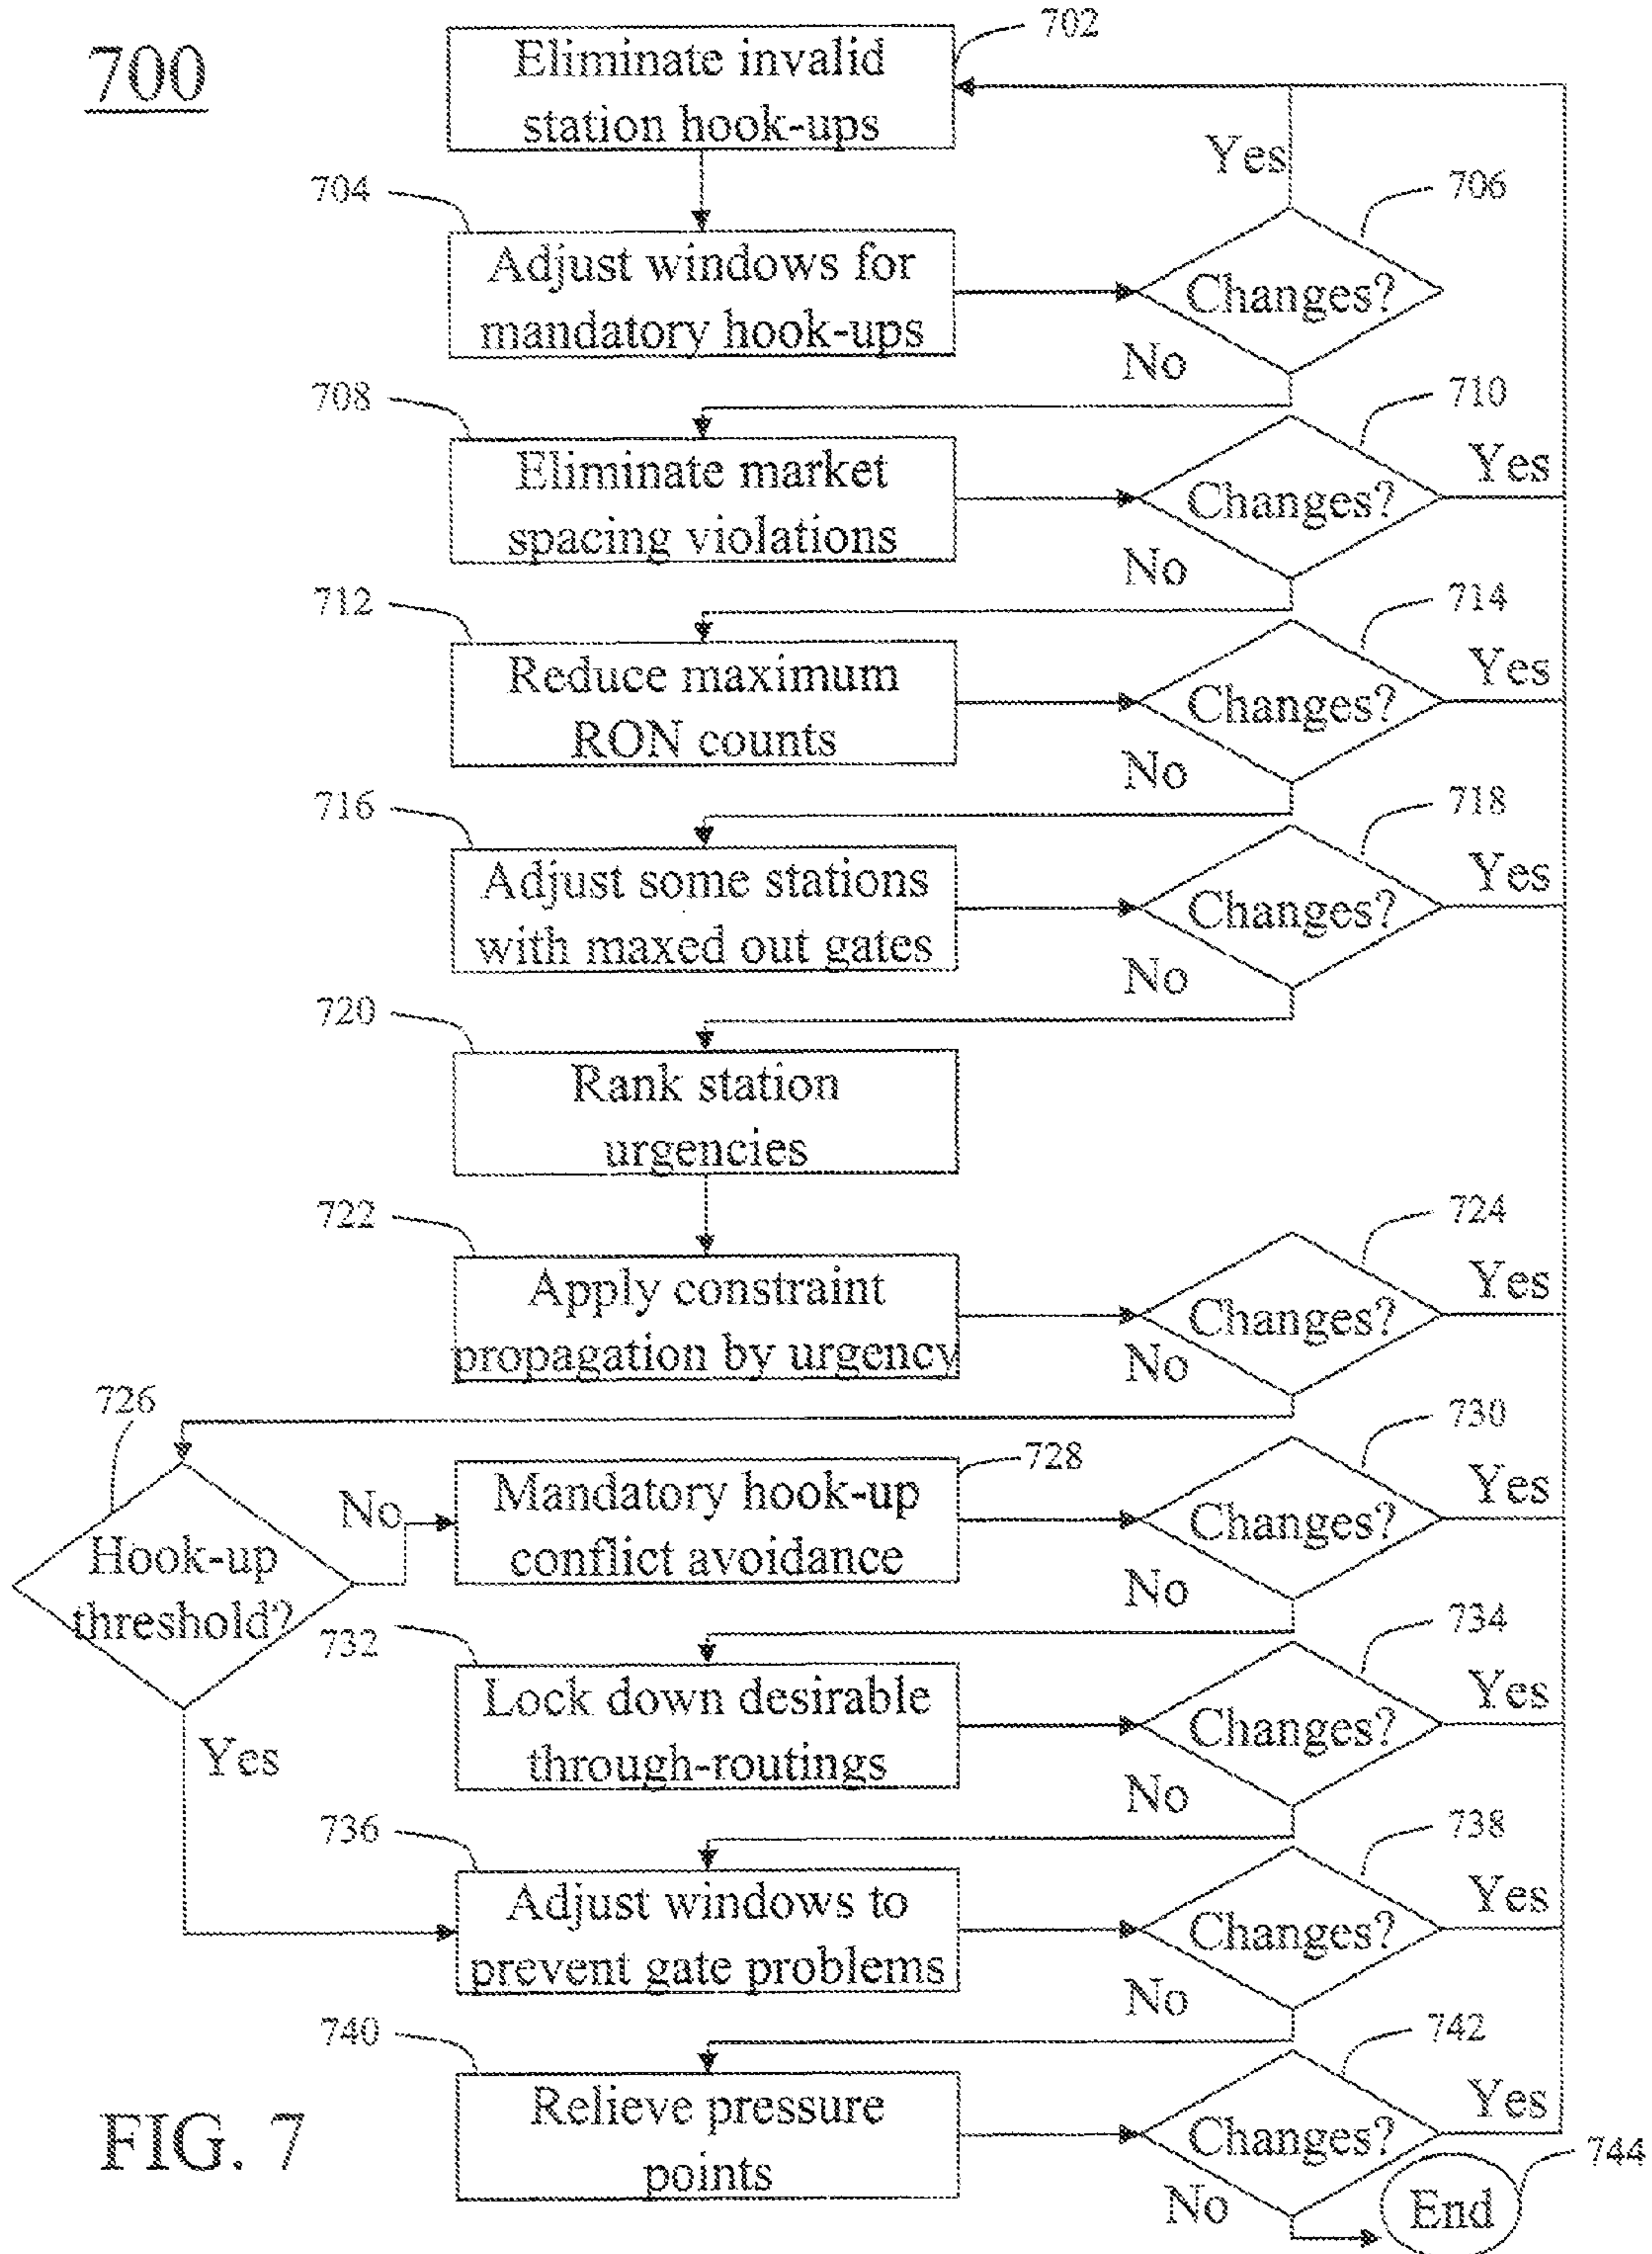 700
702
Eliminate invalid
station hook-ups
Yes
704
706
Adjust windows for
mandatory hook-ups
Changes?
No
708
710
Eliminate market
spacing violations
Changes?
Yes
No
712
714
Reduce maximum
RON counts
Changes?
Yes
No
716
718
Adjust some stations
with maxed out gates
Changes?
Yes
No
720
Rank station
urgencies
722
724
Apply constraint
propagation by urgency
Changes?
Yes
No
726
Hook-up
threshold?
No
Yes
728
730
Mandatory hook-up
conflict avoidance
Changes?
Yes
No
732
734
Lock down desirable
through-routings
Changes?
Yes
No
736
738
Adjust windows to
prevent gate problems
Changes?
Yes
No
740
742
Relieve pressure
points
Changes?
Yes
No
744
End
FIG. 7